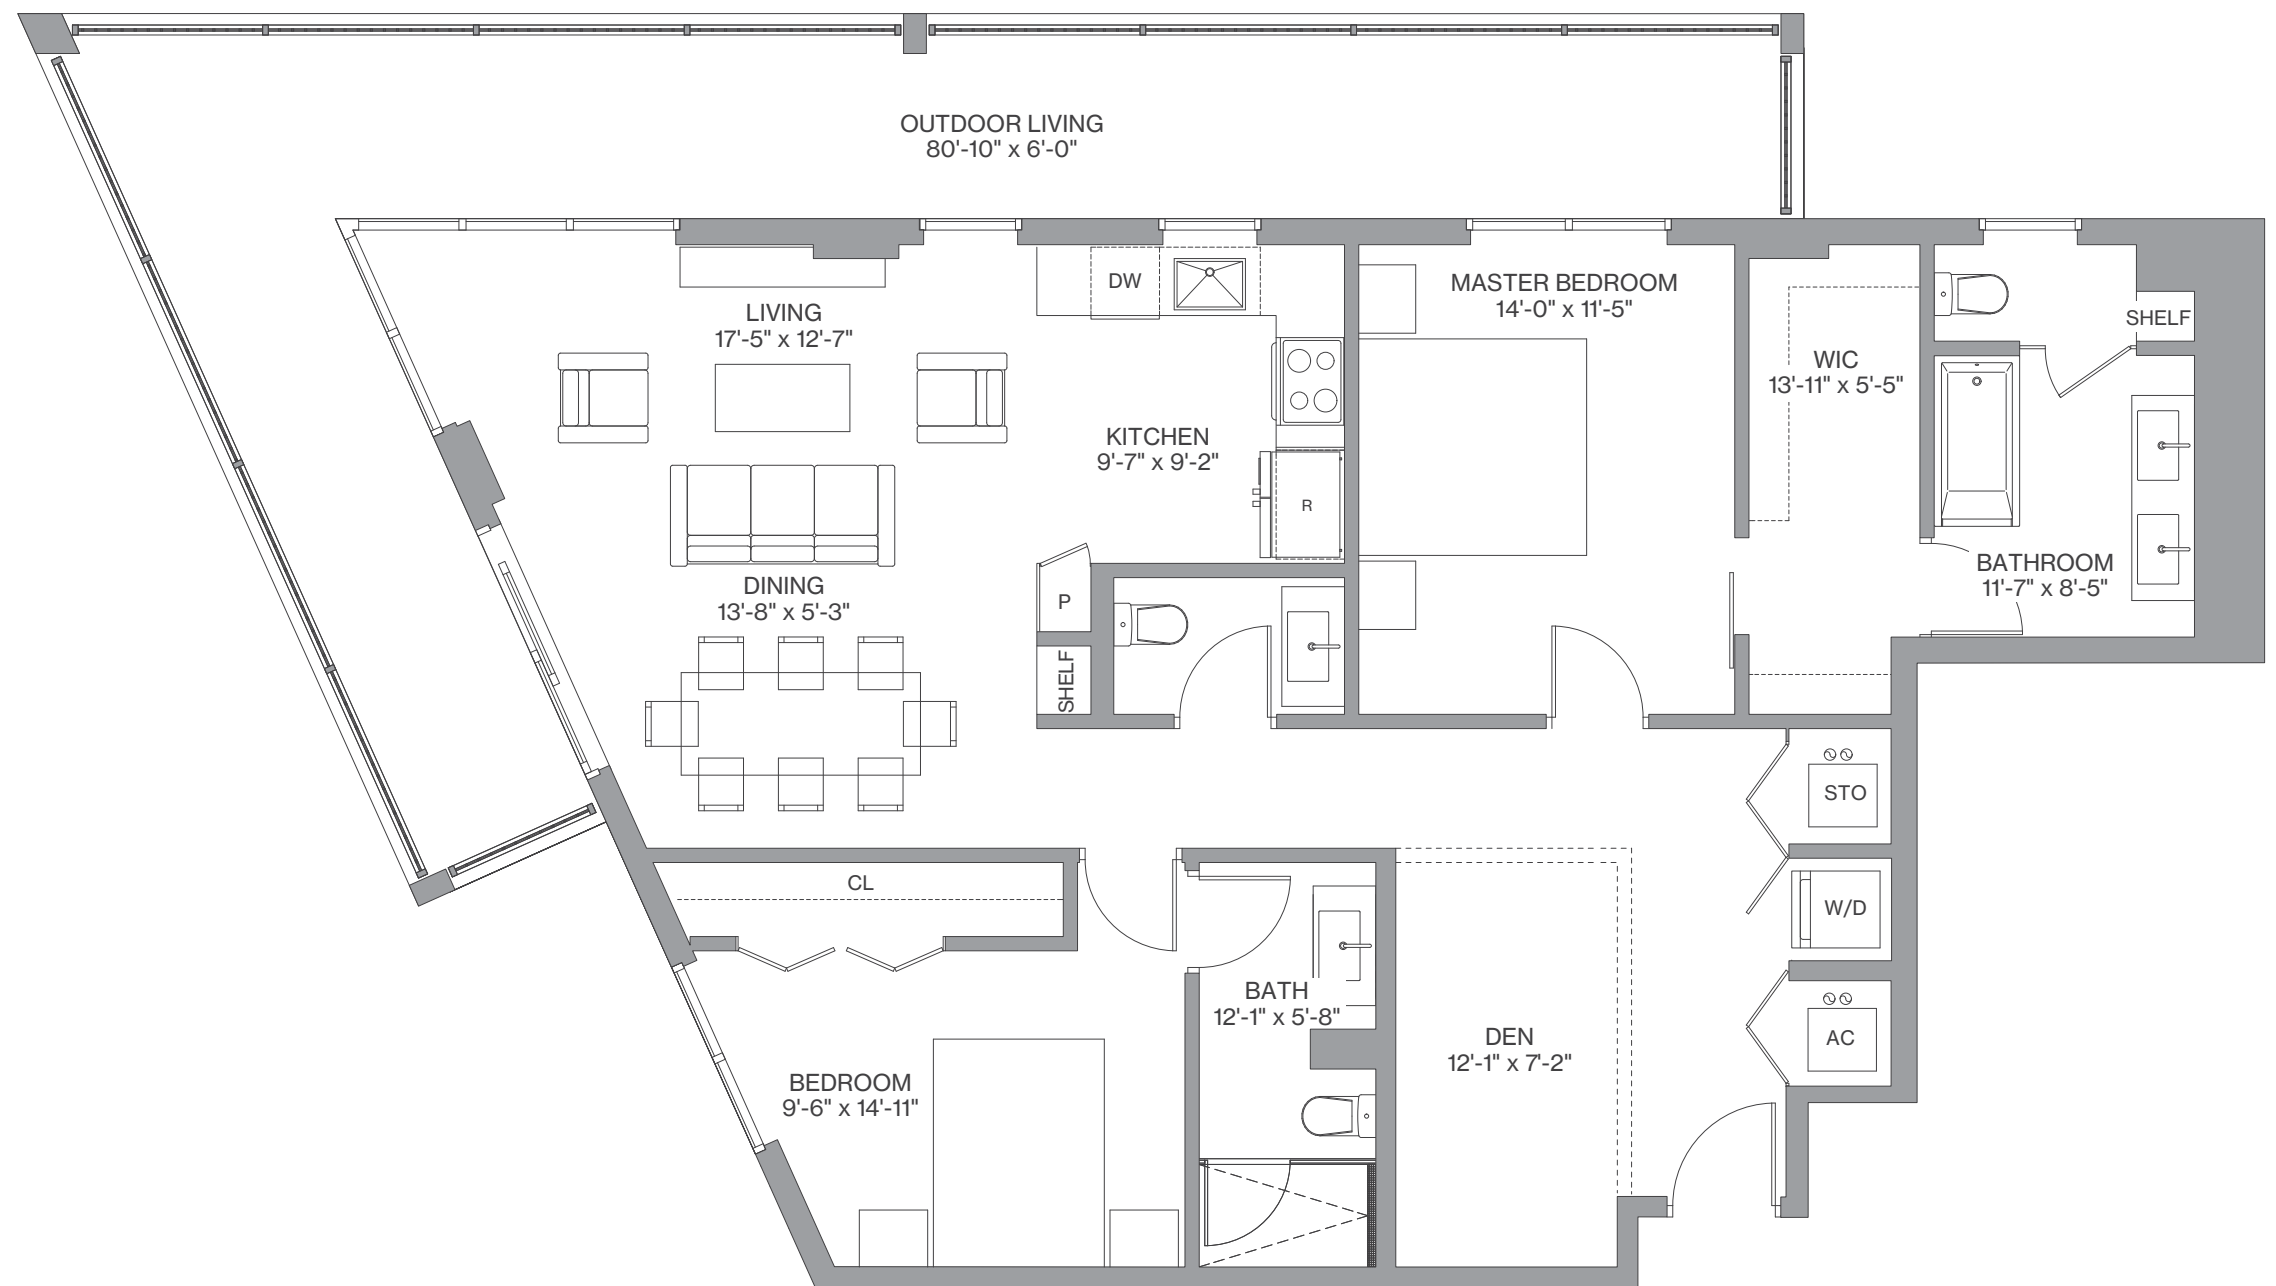 OUTDOOR LIVING
80'-10" x 6'-0"
DW
MASTER BEDROOM
14'-0" x 11'-5"
LIVING
17'-5" x 12'-7"
SHELF
WIC
13'-11" x 5'-5"
KITCHEN
9'-7" x 9'-2"
R
BATHROOM
11'-7" x 8'-5"
DINING
13'-8" x 5'-3"
P
SHELF
STO
CL
W/D
BATH
12'-1" x 5'-8"
DEN
12'-1" x 7'-2"
AC
BEDROOM
9'-6" x 14'-11"